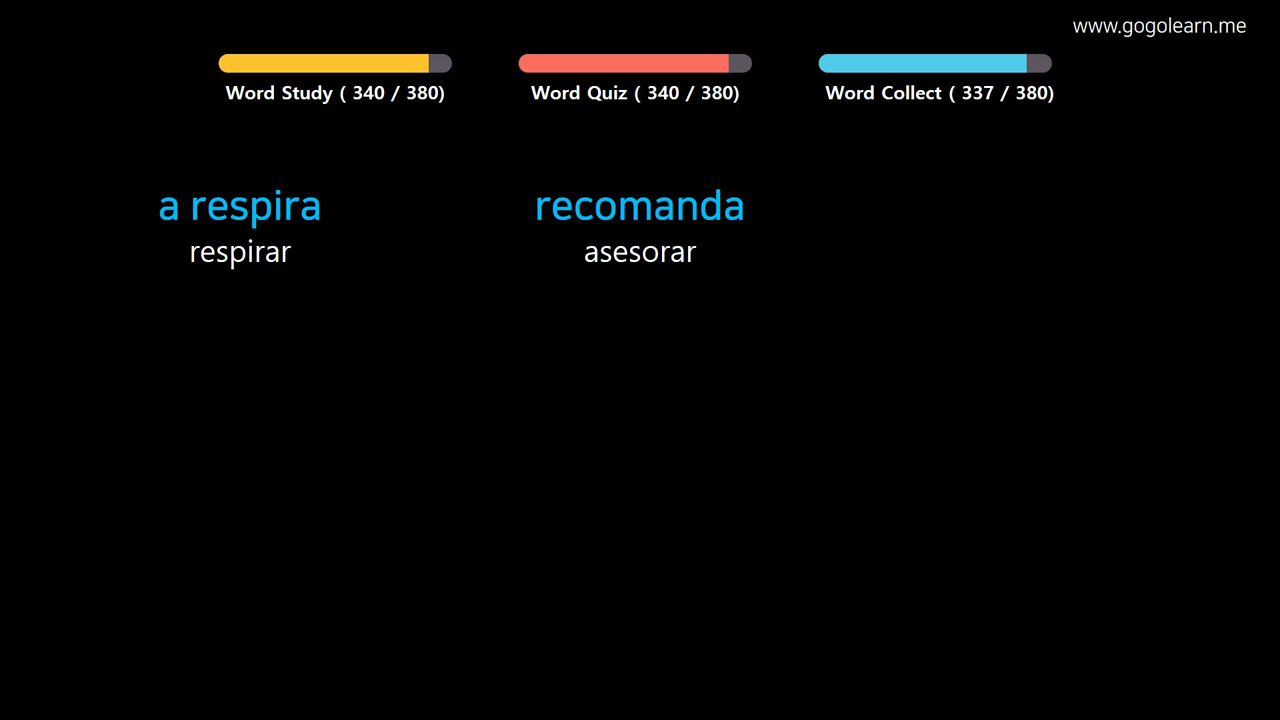 www.gogolearn.me
Word Study ( 340 / 380)
Word Quiz ( 340 / 380)
Word Collect ( 337 / 380)
a respira
respirar
recomanda
asesorar